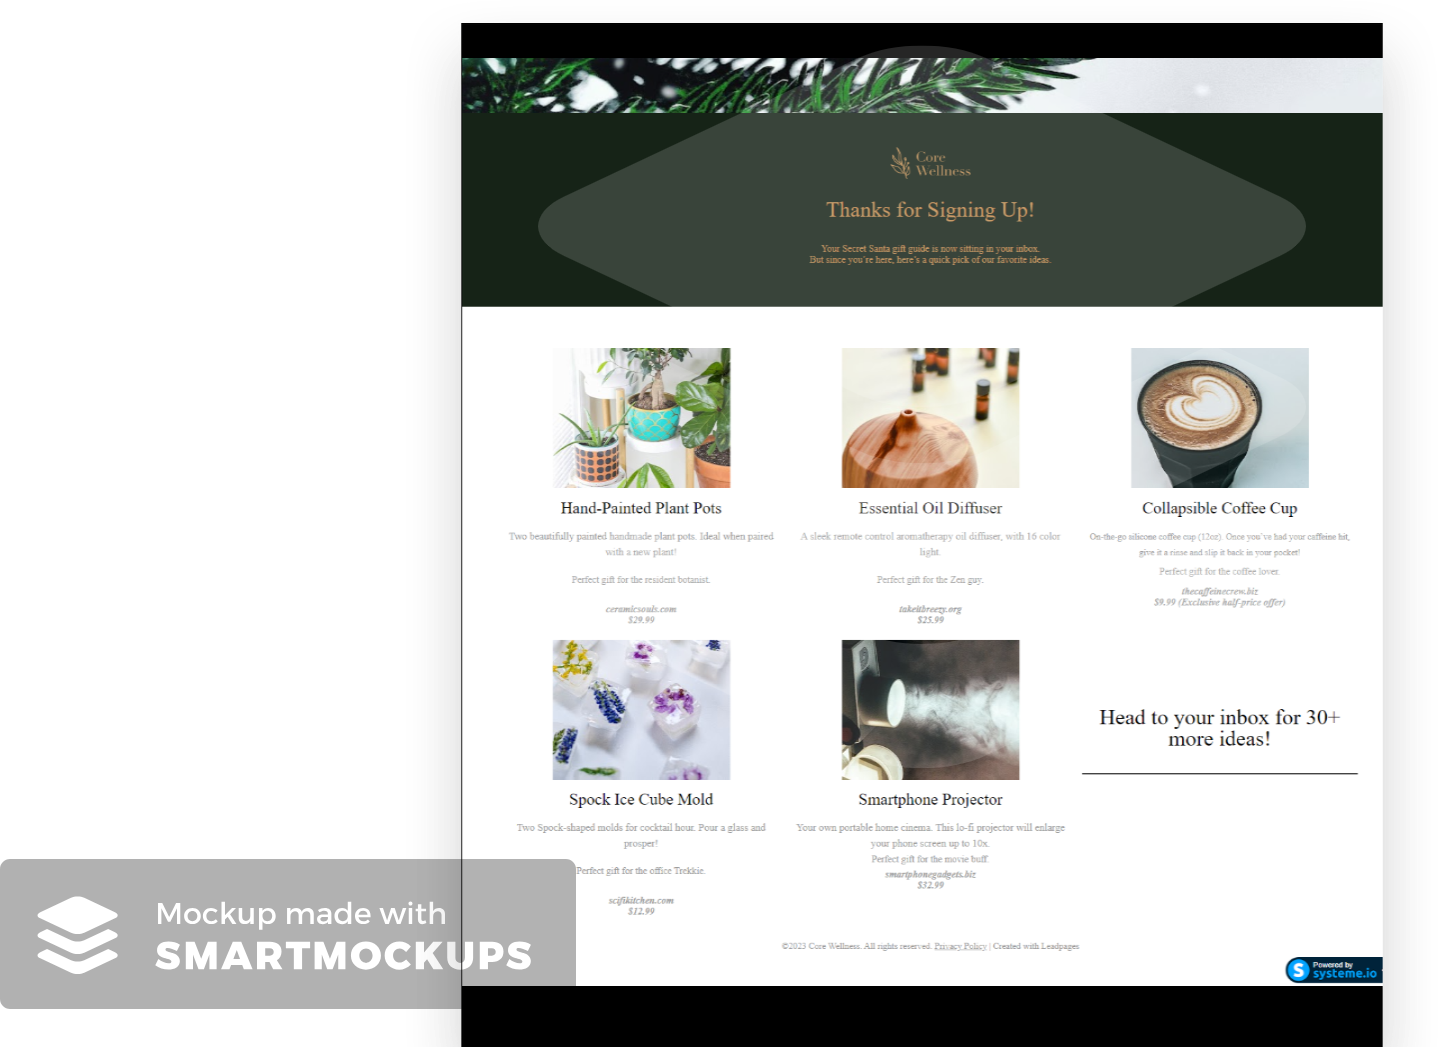 Core
Wellness
Thanks for Signing Up!
Your Secret Santa gift guide is now sitting in your inbox.
But since you're here, here's a quick pick of our favorite ideas.
Hand-Painted Plant Pots
Two beautifully painted handmade plant pots. Ideal when paired
with a new plant!
Perfect gift for the resident botanist.
ceramicsouls.com
$29.99
Essential Oil Diffuser
A sleek remote control aromatherapy oil diffuser, with 16 color
light.
Perfect gift for the Zen guy.
takeitbreezy.org
$25.99
Collapsible Coffee Cup
On-the-go silicone coffee cup (12oz). Once you've had your caffeine hit,
give it a rinse and slip it back in your pocket!
Perfect gift for the coffee lover.
thecaffeinecrew.biz
$9.99 (Exclusive half-price offer)
Spock Ice Cube Mold
Two Spock-shaped molds for cocktail hour. Pour a glass and
prosper!
Perfect gift for the office Trekkie.
scifikitchen.com
$12.99
Smartphone Projector
Your own portable home cinema. This lo-fi projector will enlarge
your phone screen up to 10x.
Perfect gift for the movie buff.
smartphonegadgets.biz
$32.99
Head to your inbox for 30+
more ideas!
Mockup made with
SMARTMOCKUPS
©2023 Core Wellness. All rights reserved. Privacy Policy | Created with Leadpages
Powered by
systeme.io